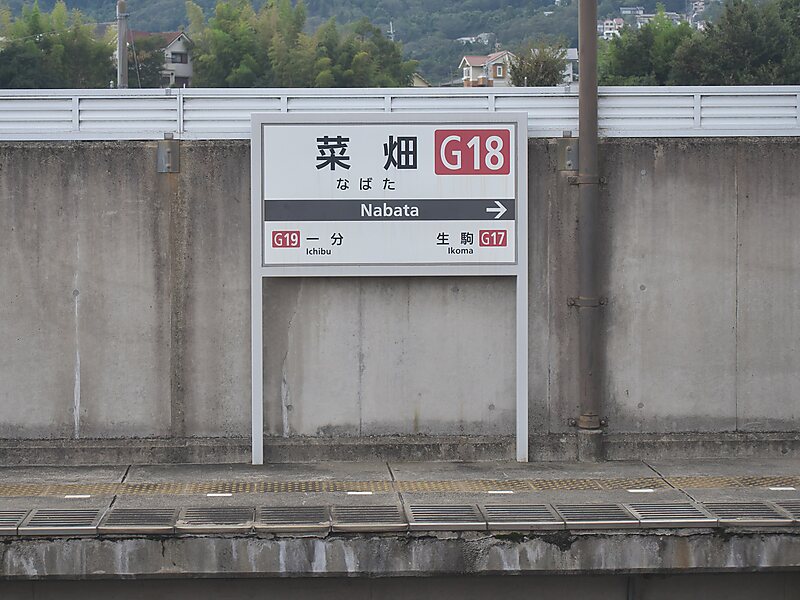 菜畑 G18
なばた
Nabata →
G19 一分 生駒 G17
Ichibu Ikoma